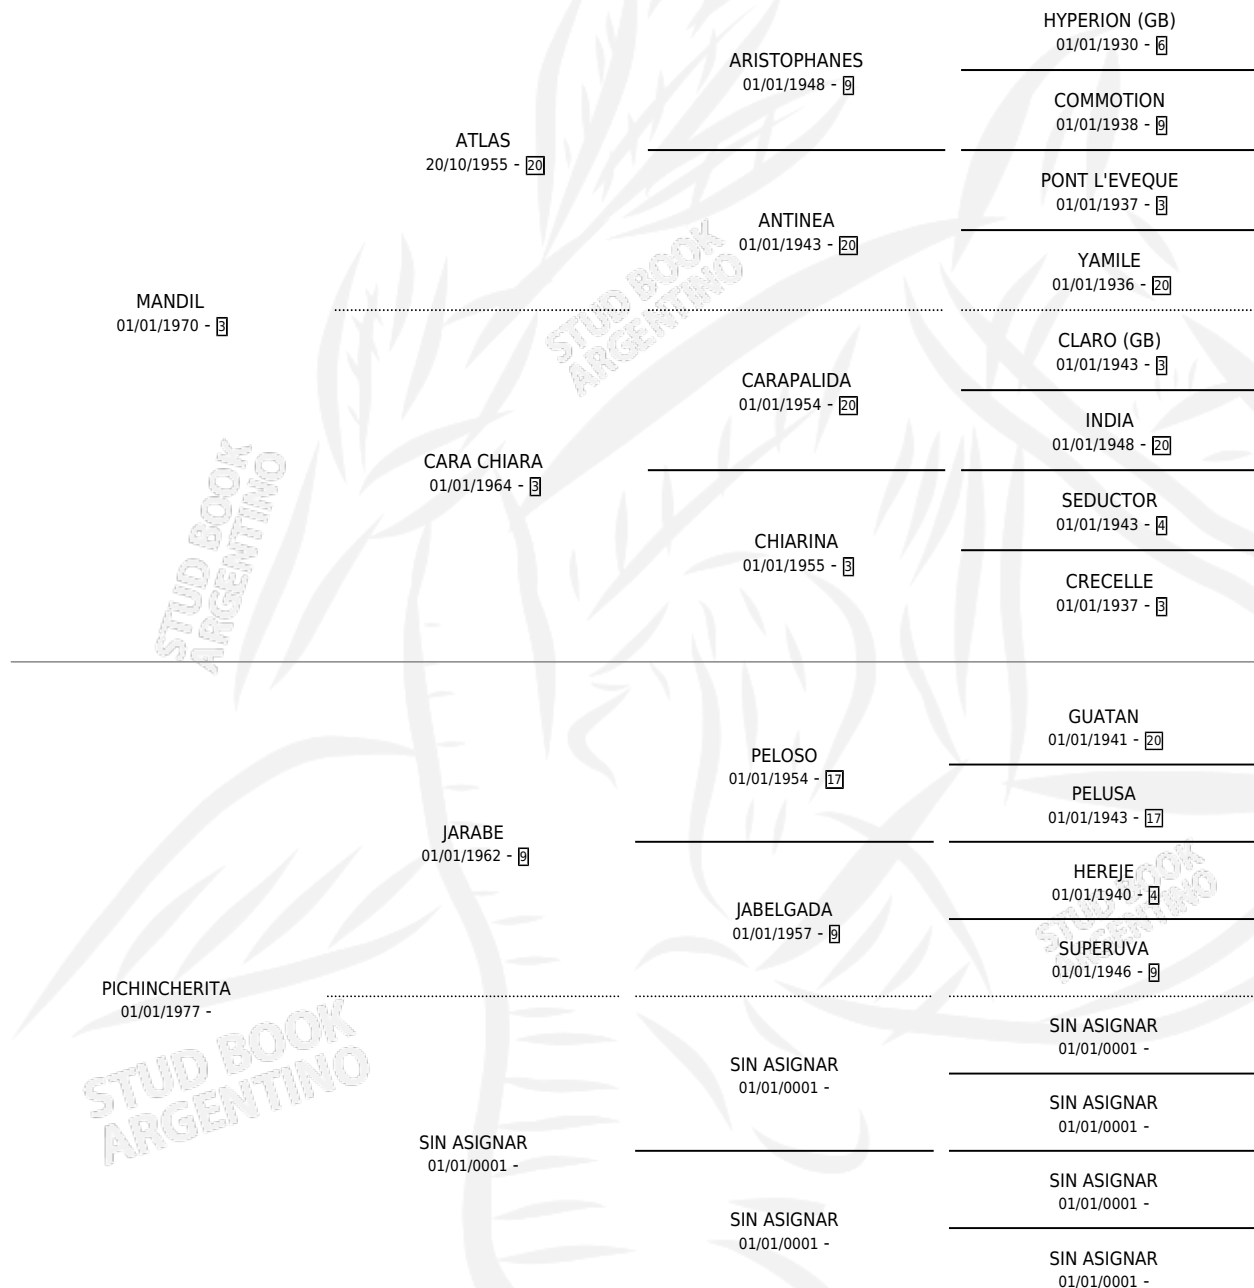 HYPERION (GB)
01/01/1930 - 6
ARISTOPHANES
01/01/1948 - 9
COMMOTION
01/01/1938 - 9
ATLAS
20/10/1955 - 20
PONT L'EVEQUE
01/01/1937 - 3
ANTINEA
01/01/1943 - 20
YAMILE
01/01/1936 - 20
MANDIL
01/01/1970 - 3
CLARO (GB)
01/01/1943 - 3
CARAPALIDA
01/01/1954 - 20
INDIA
01/01/1948 - 20
CARA CHIARA
01/01/1964 - 3
SEDUCTOR
01/01/1943 - 4
CHIARINA
01/01/1955 - 3
CRECELLE
01/01/1937 - 3
GUATAN
01/01/1941 - 20
PELOSO
01/01/1954 - 17
PELUSA
01/01/1943 - 17
JARABE
01/01/1962 - 9
HEREJE
01/01/1940 - 4
JABELGADA
01/01/1957 - 9
SUPERUVA
01/01/1946 - 9
PICHINCHERITA
01/01/1977 -
SIN ASIGNAR
01/01/0001 -
SIN ASIGNAR
01/01/0001 -
SIN ASIGNAR
01/01/0001 -
SIN ASIGNAR
01/01/0001 -
SIN ASIGNAR
01/01/0001 -
SIN ASIGNAR
01/01/0001 -
SIN ASIGNAR
01/01/0001 -
STUD BOOK
ARGENTINO
STUD BOOK
ARGENTINO
STUD BOOK
ARGENTINO
STUD BOOK
ARGENTINO